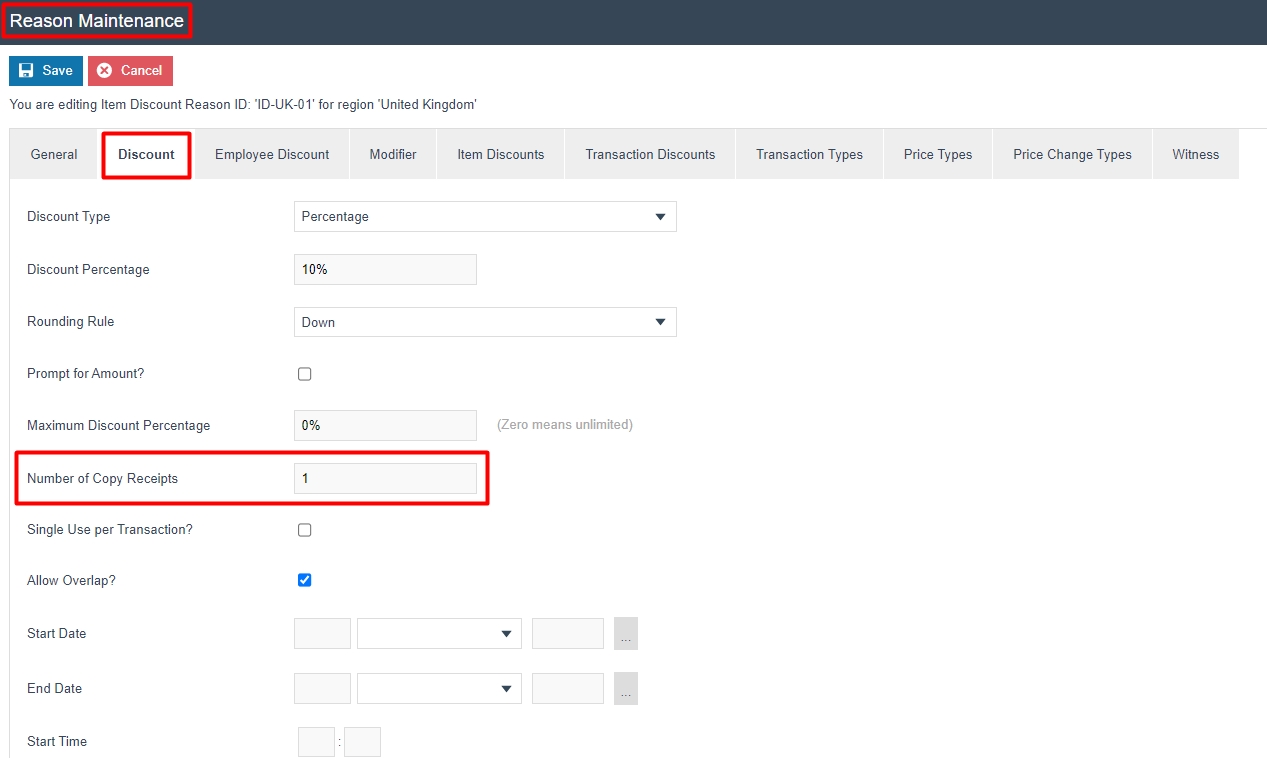 Reason Maintenance
Save Cancel
You are editing Item Discount Reason ID: 'ID-UK-01' for region 'United Kingdom'
General Discount Employee Discount Modifier Item Discounts Transaction Discounts Transaction Types Price Types Price Change Types Witness
Discount Type Percentage
Discount Percentage 10%
Rounding Rule Down
Prompt for Amount?
Maximum Discount Percentage 0% (Zero means unlimited)
Number of Copy Receipts 1
Single Use per Transaction?
Allow Overlap?
Start Date ...
End Date ...
Start Time :